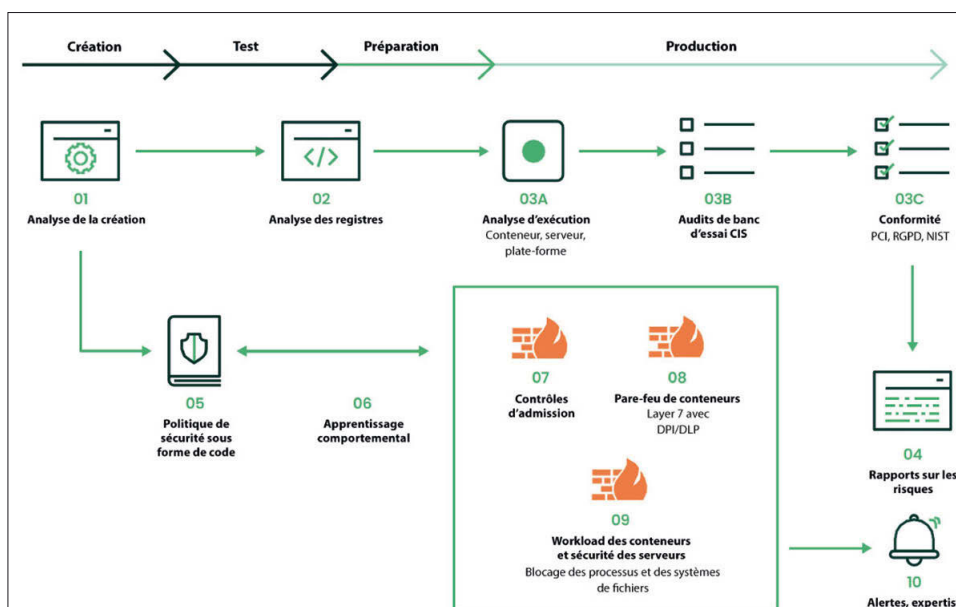 Création
Test
Préparation
Production
01
Analyse de la création
02
</>
Analyse des registres
03A
Analyse d'exécution
Conteneur, serveur,
plate-forme
03B
Audits de banc
d'essai CIS
03C
Conformité
PCI, RGPD, NIST
05
Politique de
sécurité sous
forme de code
06
Apprentissage
comportemental
07
Contrôles
d'admission
08
Pare-feu de conteneurs
Layer 7 avec
DPI/DLP
09
Workload des conteneurs
et sécurité des serveurs
Blocage des processus et des systèmes
de fichiers
04
Rapports sur les
risques
10
Alertes, expertis